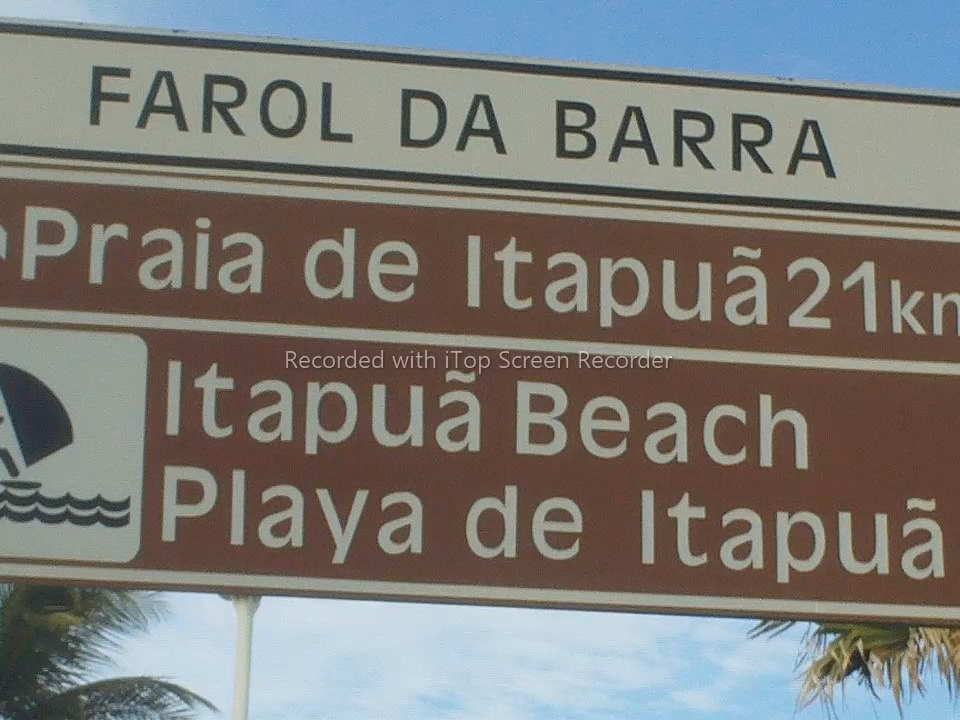 FAROL DA BARRA
Praia de Itapuã 21km
Recorded with iTop Screen Recorder
Itapuã Beach
Playa de Itapuã